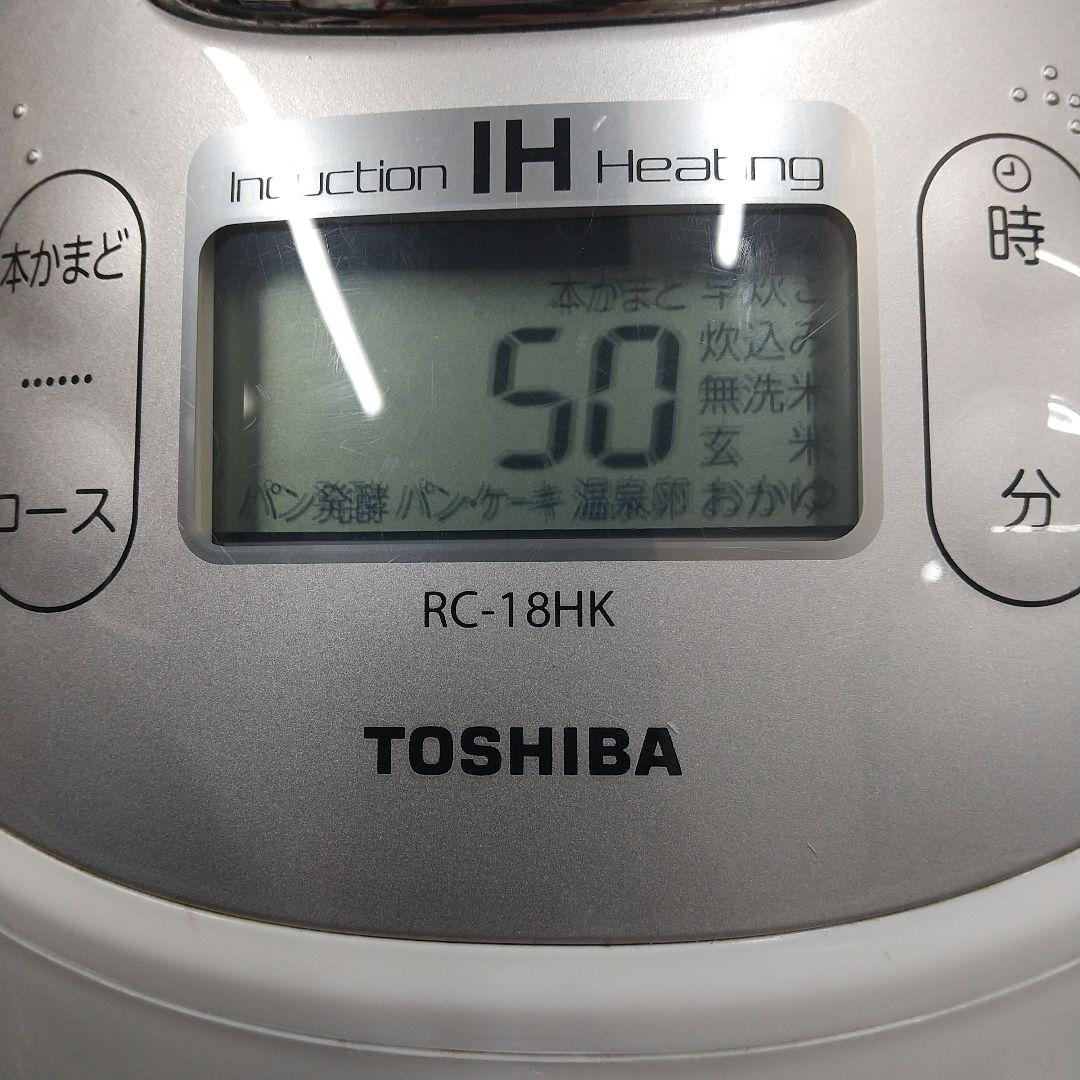 Induction IH Heating
本かまど
コース
本かまど 早炊き
50
炊込み
無洗米
玄 米
パン発酵 パン・ケーキ 温泉卵 おかゆ
時
分
RC-18HK
TOSHIBA